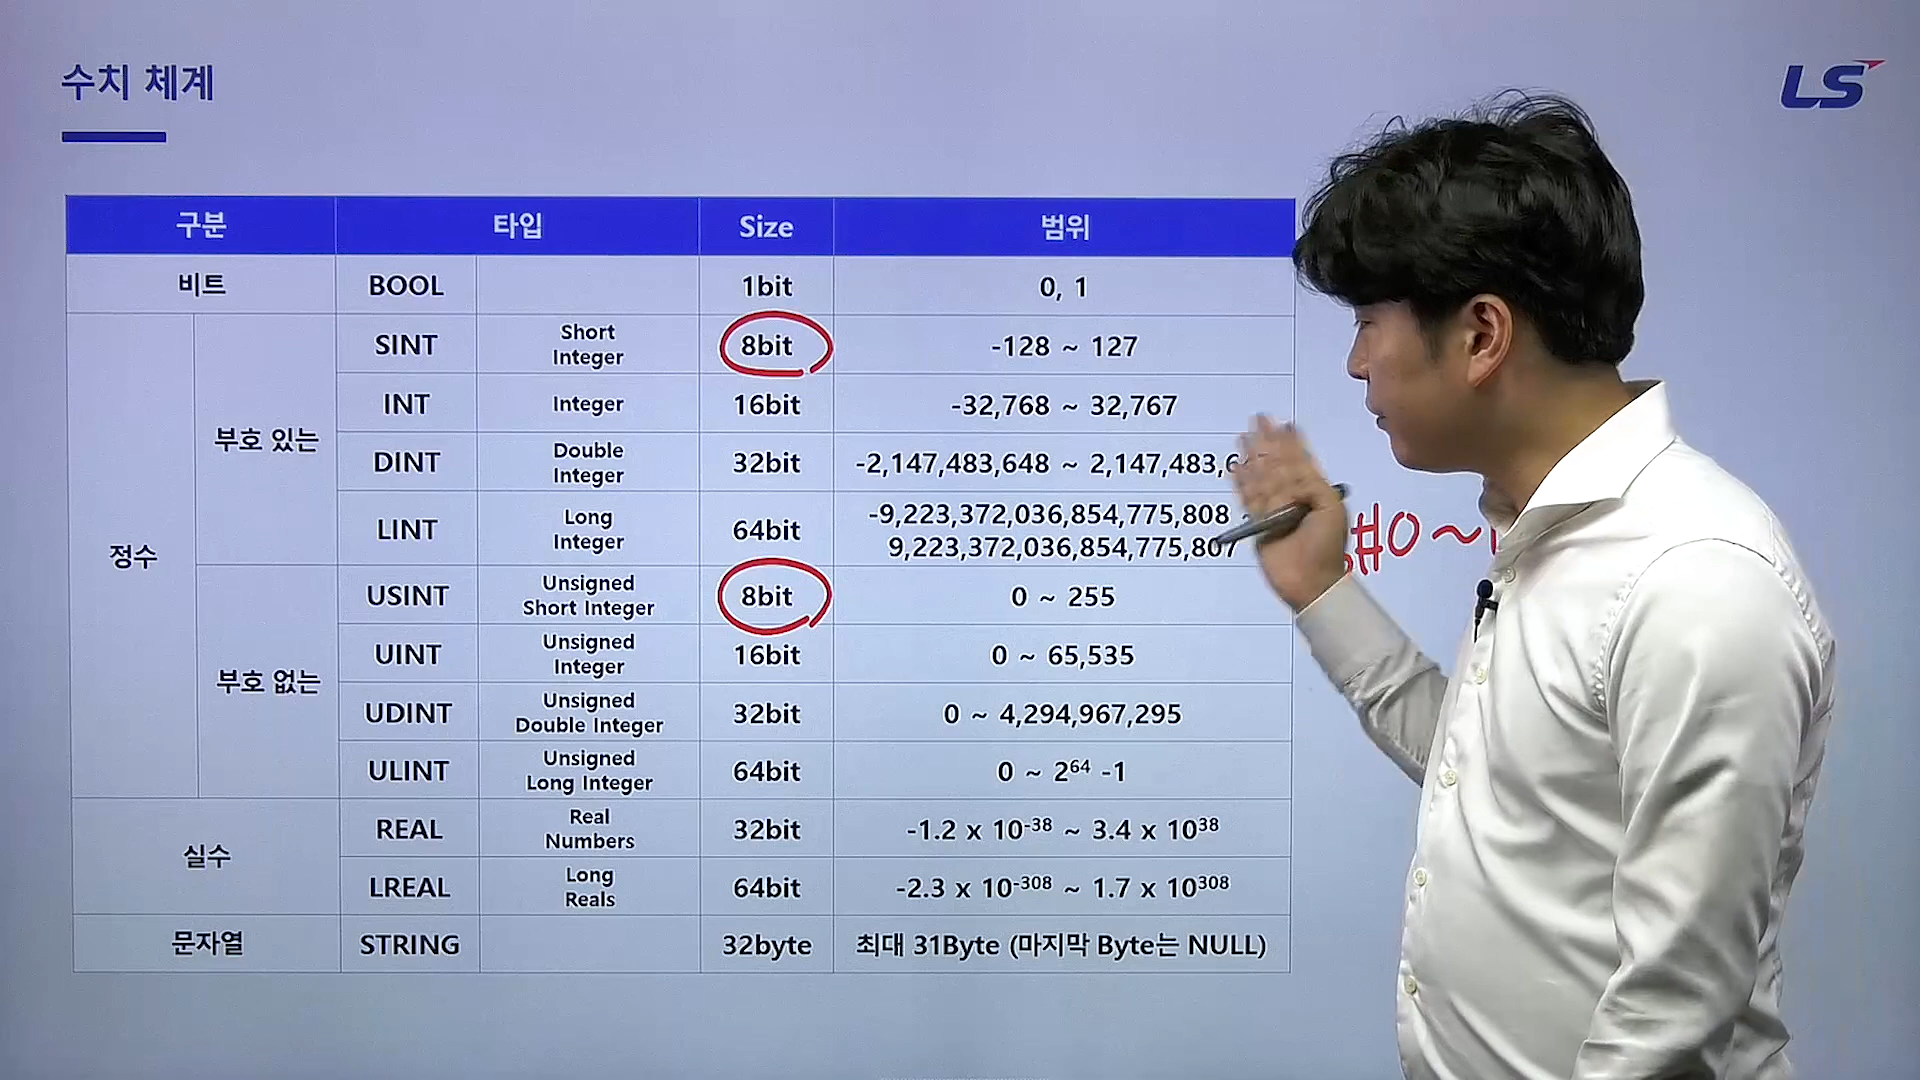 수치 체계
LS
구분 타입 Size 범위
비트 BOOL 1bit 0, 1
정수 부호 있는 SINT Short Integer 8bit -128 ~ 127
INT Integer 16bit -32,768 ~ 32,767
DINT Double Integer 32bit -2,147,483,648 ~ 2,147,483,6
LINT Long Integer 64bit -9,223,372,036,854,775,808
9,223,372,036,854,775,807
#0~
부호 없는 USINT Unsigned Short Integer 8bit 0 ~ 255
UINT Unsigned Integer 16bit 0 ~ 65,535
UDINT Unsigned Double Integer 32bit 0 ~ 4,294,967,295
ULINT Unsigned Long Integer 64bit 0 ~ 2⁶⁴ -1
실수 REAL Real Numbers 32bit -1.2 x 10⁻³⁸ ~ 3.4 x 10³⁸
LREAL Long Reals 64bit -2.3 x 10⁻³⁰⁸ ~ 1.7 x 10³⁰⁸
문자열 STRING 32byte 최대 31Byte (마지막 Byte는 NULL)